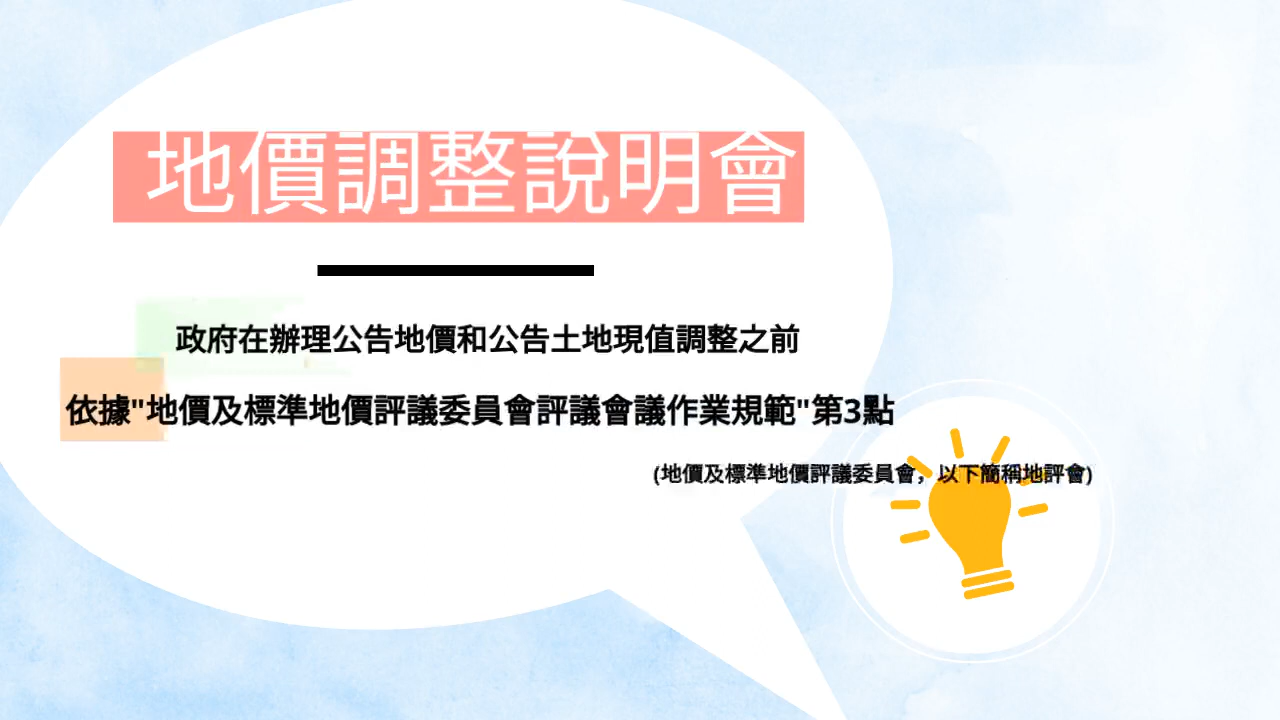 地價調整說明會
政府在辦理公告地價和公告土地現值調整之前
依據"地價及標準地價評議委員會評議會議作業規範"第3點
(地價及標準地價評議委員會，以下簡稱地評會)